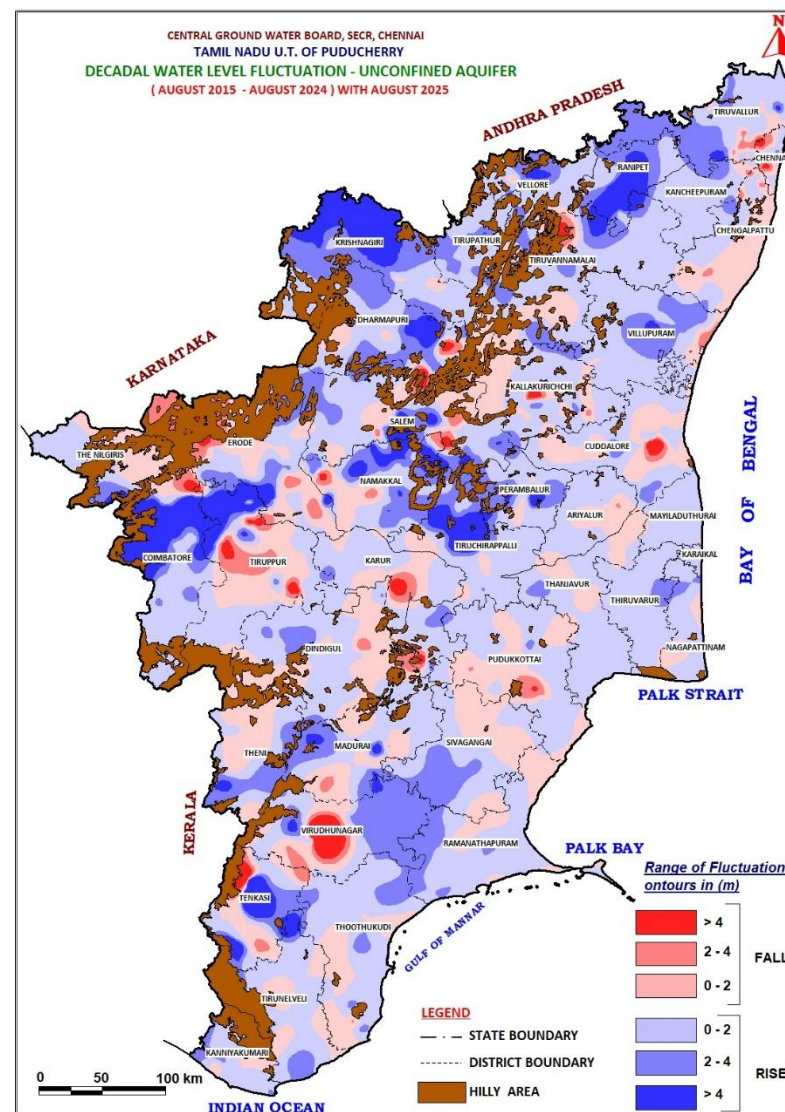 CENTRAL GROUND WATER BOARD, SECR, CHENNAI
TAMIL NADU U.T. OF PUDUCHERRY
DECADAL WATER LEVEL FLUCTUATION - UNCONFINED AQUIFER
( AUGUST 2015 - AUGUST 2024 ) WITH AUGUST 2025
N
ANDHRA PRADESH
TIRUVALLUR
CHENNAI
RANIPET
VELLORE
KANCHEEPURAM
CHENGALPATTU
KRISHNAGIRI
TIRUPATHUR
TIRUVANNAMALAI
DHARMAPURI
VILLUPURAM
KARNATAKA
KALLAKURICHCHI
SALEM
THE NILGIRIS
ERODE
CUDDALORE
BAY OF BENGAL
NAMAKKAL
PERAMBALUR
ARIYALUR
MAYILADUTHURAI
TIRUCHIRAPPALLI
COIMBATORE
TIRUPPUR
KARUR
KARAIKAL
THANJAVUR
THIRUVARUR
DINDIGUL
NAGAPATTINAM
PUDUKKOTTAI
PALK STRAIT
THENI
MADURAI
SIVAGANGAI
KERALA
VIRUDHUNAGAR
RAMANATHAPURAM
PALK BAY
TENKASI
THOOTHUKUDI
GULF OF MANNAR
TIRUNELVELI
KANNIYAKUMARI
INDIAN OCEAN
0 50 100 km
LEGEND
STATE BOUNDARY
DISTRICT BOUNDARY
HILLY AREA
Range of Fluctuation
ontours in (m)
> 4
2 - 4
0 - 2
FALL
0 - 2
2 - 4
> 4
RISE